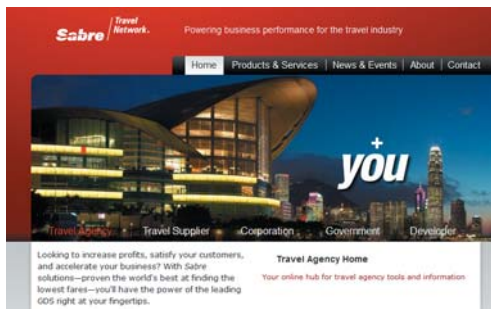 Sabre Travel Network.
Powering business performance for the travel industry
Home Products & Services News & Events About Contact
+
you
Travel Agency Travel Supplier Corporation Government Developer
Looking to increase profits, satisfy your customers,
and accelerate your business? With Sabre
solutions—proven the world's best at finding the
lowest fares—you'll have the power of the leading
GDS right at your fingertips.
Travel Agency Home
Your online hub for travel agency tools and information